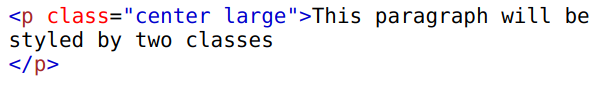 <p class="center large">This paragraph will be
styled by two classes
</p>